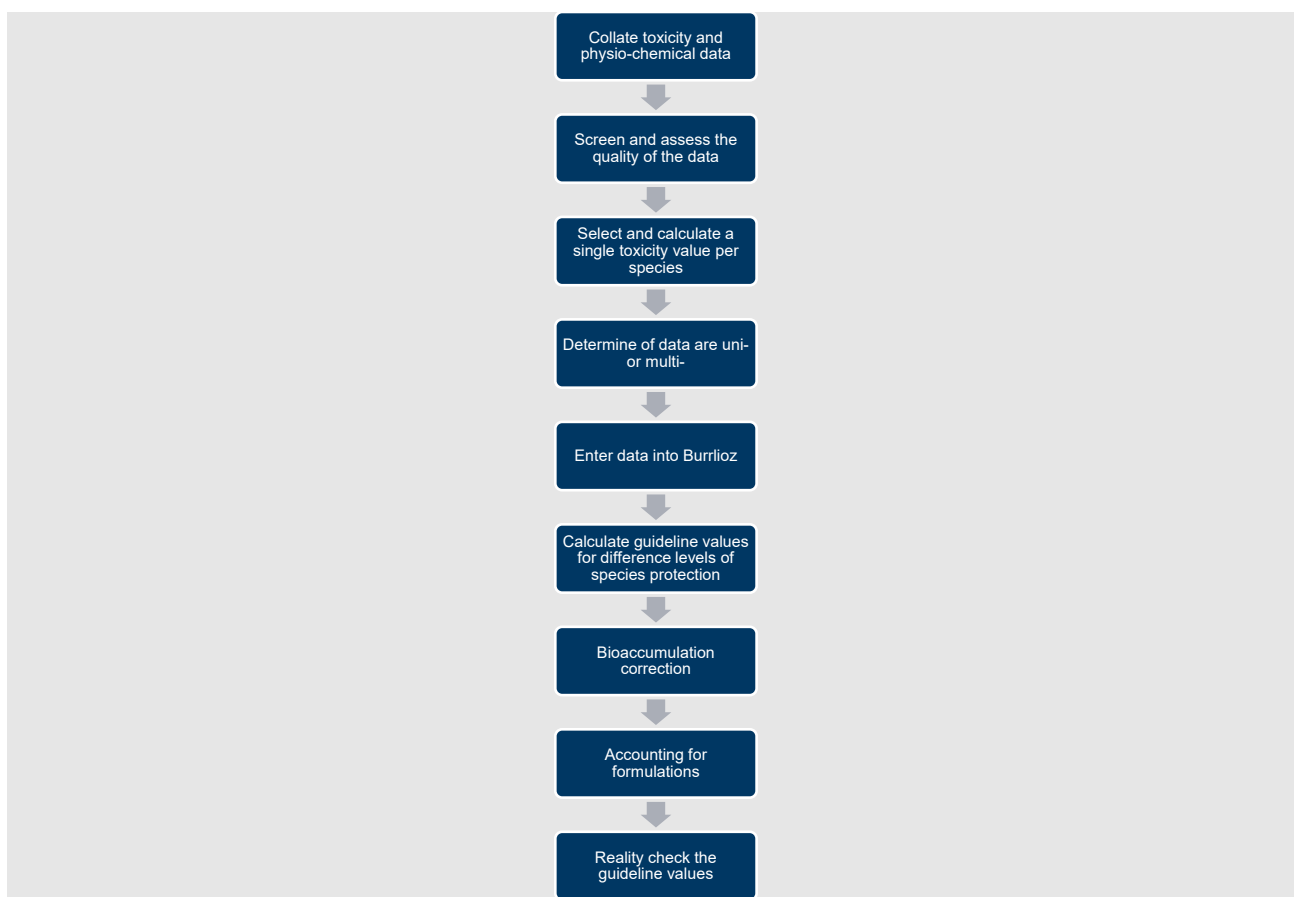 Collate toxicity and
physio-chemical data
Screen and assess the
quality of the data
Select and calculate a
single toxicity value per
species
Determine of data are uni-
or multi-
Enter data into Burrlioz
Calculate guideline values
for difference levels of
species protection
Bioaccumulation
correction
Accounting for
formulations
Reality check the
guideline values